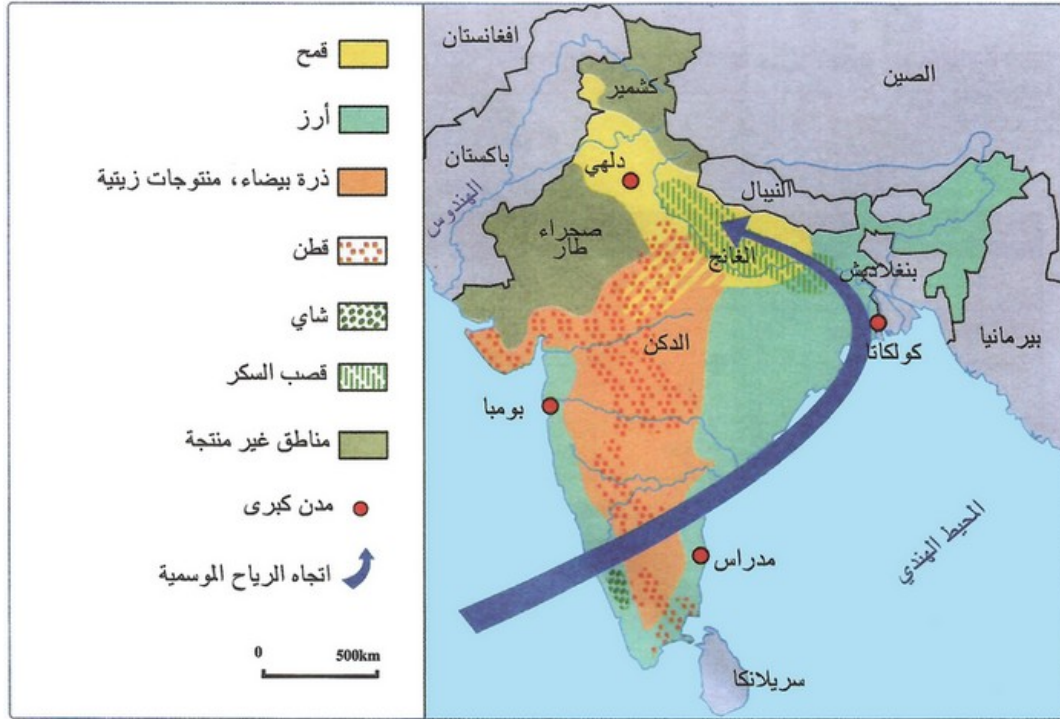 قمح
أرز
ذرة بيضاء، منتوجات زيتية
قطن
شاي
قصب السكر
مناطق غير منتجة
مدن كبرى
اتجاه الرياح الموسمية
0 500km
افغانستان
الصين
كشمير
باكستان
دلهي
النيبال
الهندوس
صحراء
طار
الغانج
بنغلاديش
بيرمانيا
كولكاتا
الدكن
بومبا
المحيط الهندي
مدراس
سريلانكا